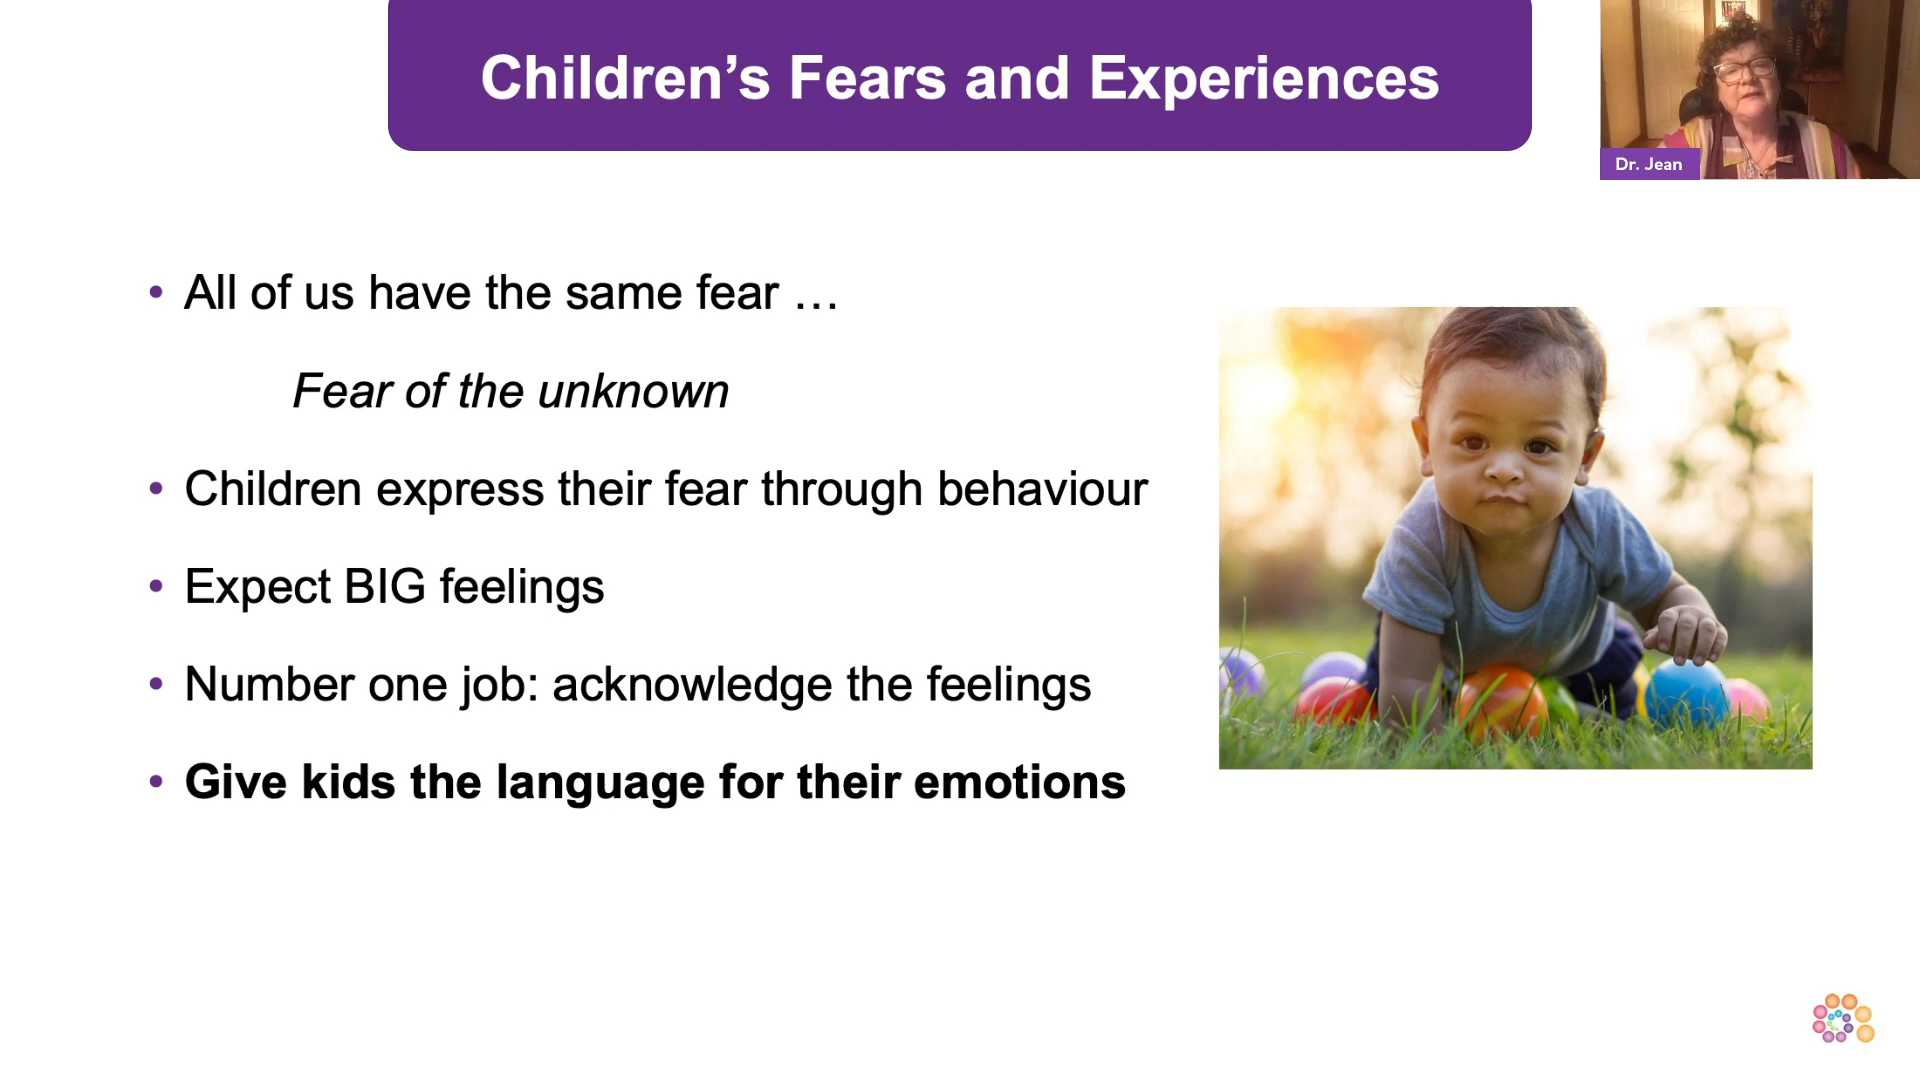 Children’s Fears and Experiences
Dr. Jean
• All of us have the same fear …
Fear of the unknown
• Children express their fear through behaviour
• Expect BIG feelings
• Number one job: acknowledge the feelings
• Give kids the language for their emotions